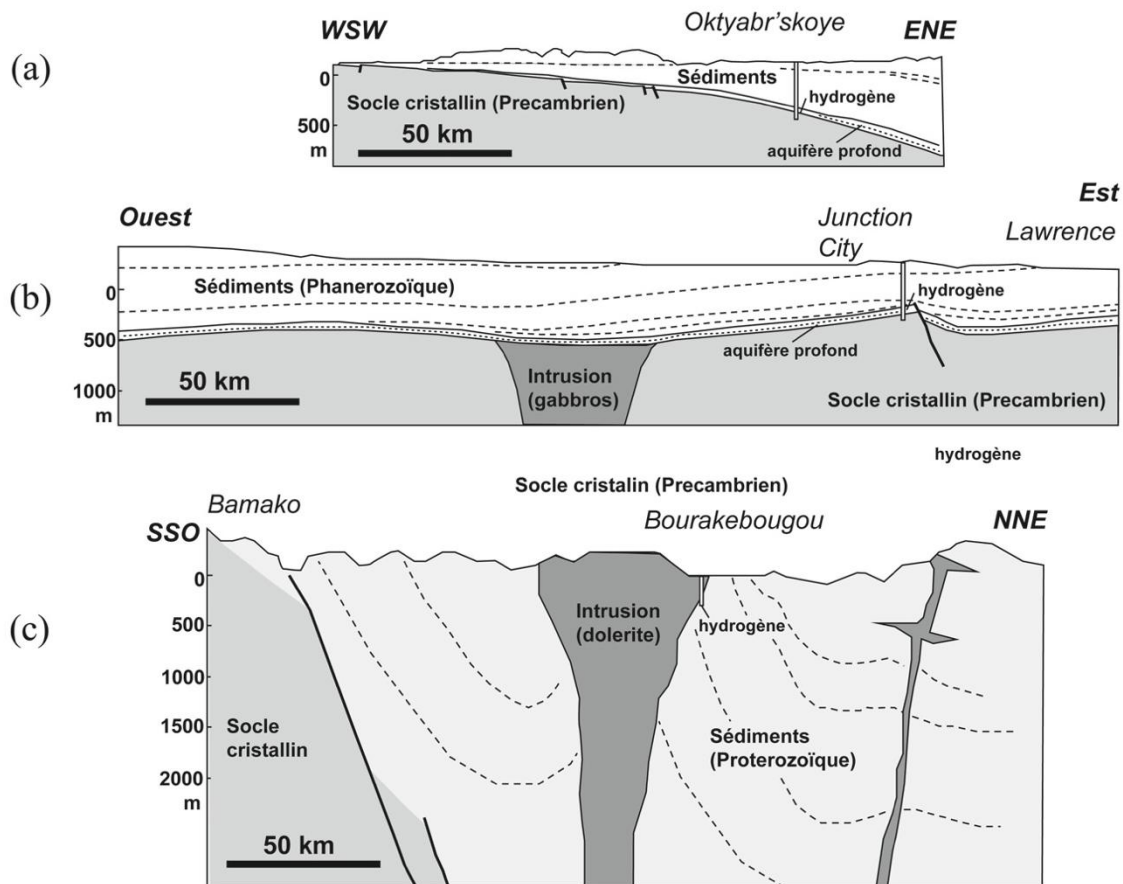 (a)
WSW
Oktyabr'skoye
ENE
0
500
m
Sédiments
hydrogène
Socle cristallin (Precambrien)
50 km
aquifère profond
(b)
Ouest
Est
Junction
City
Lawrence
0
500
1000
m
Sédiments (Phanerozoïque)
hydrogène
aquifère profond
50 km
Intrusion
(gabbros)
Socle cristallin (Precambrien)
hydrogène
Socle cristalin (Precambrien)
(c)
Bamako
SSO
Bourakebougou
NNE
0
500
1000
1500
2000
m
Intrusion
(dolerite)
hydrogène
Socle
cristallin
Sédiments
(Proterozoïque)
50 km